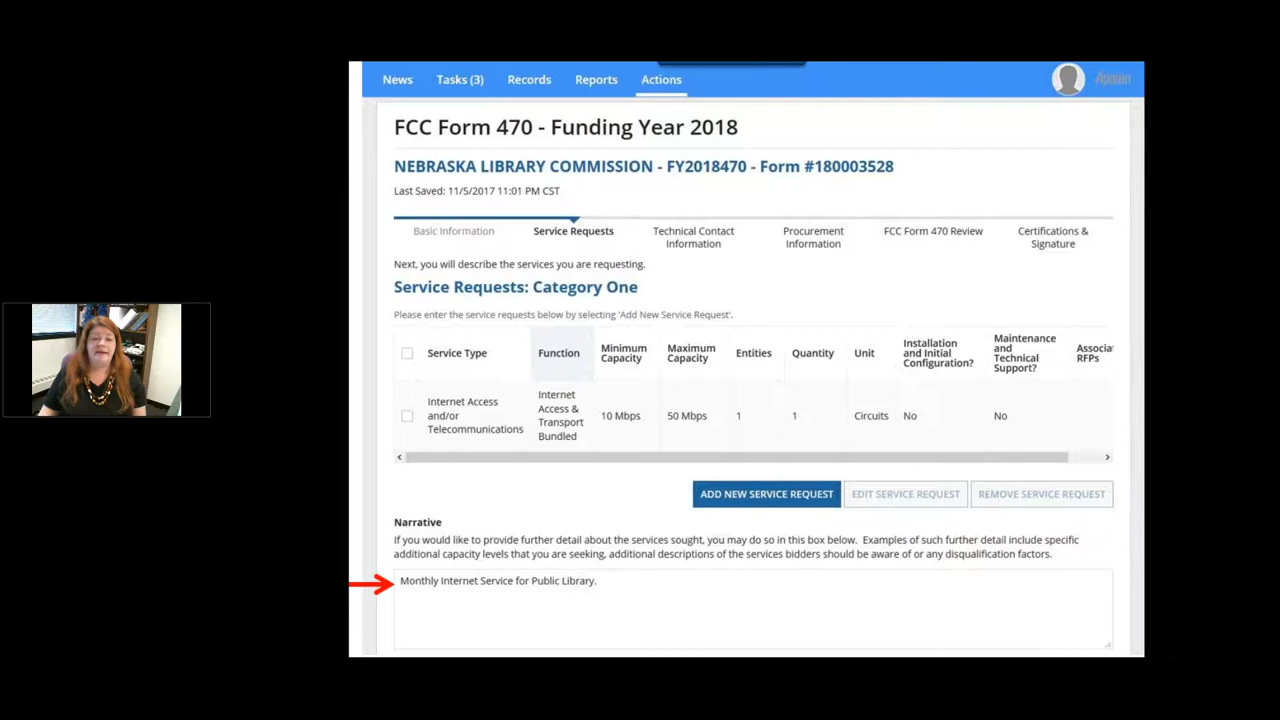 News Tasks (3) Records Reports Actions Appian
FCC Form 470 - Funding Year 2018
NEBRASKA LIBRARY COMMISSION - FY2018470 - Form #180003528
Last Saved: 11/5/2017 11:01 PM CST
Basic Information Service Requests Technical Contact Procurement FCC Form 470 Review Certifications &
Information Information Signature
Next, you will describe the services you are requesting.
Service Requests: Category One
Please enter the service requests below by selecting 'Add New Service Request'.
Service Type Function Minimum Capacity Maximum Capacity Entities Quantity Unit Installation and Initial Configuration? Maintenance and Technical Support? Associat RFPs
Internet Access and/or Telecommunications Internet Access & Transport Bundled 10 Mbps 50 Mbps 1 1 Circuits No No
ADD NEW SERVICE REQUEST EDIT SERVICE REQUEST REMOVE SERVICE REQUEST
Narrative
If you would like to provide further detail about the services sought, you may do so in this box below. Examples of such further detail include specific
additional capacity levels that you are seeking, additional descriptions of the services bidders should be aware of or any disqualification factors.
Monthly Internet Service for Public Library.